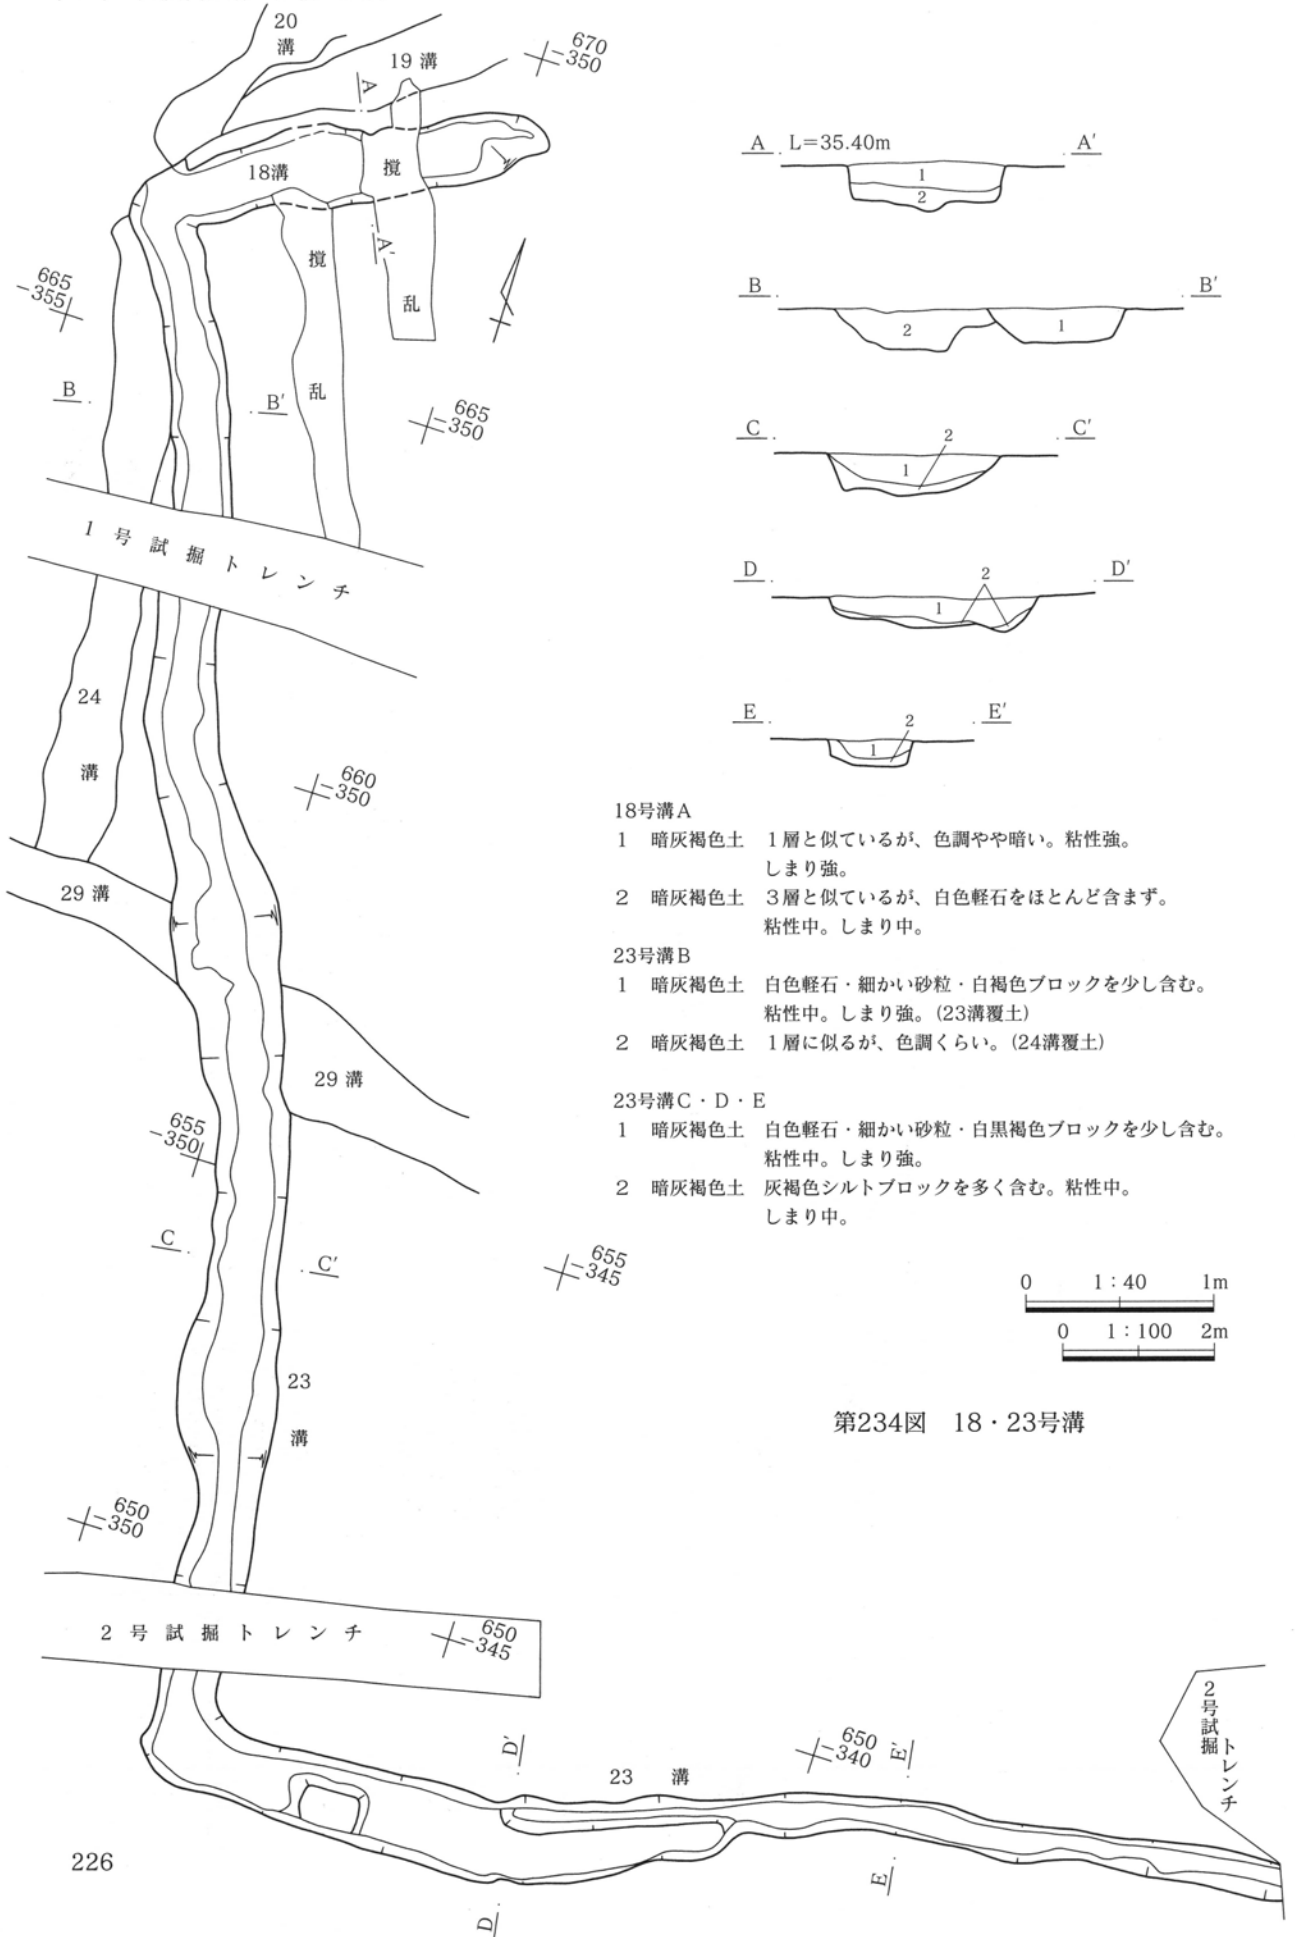 20
溝
19 溝
670
-350
A
18溝
撹
乱
A′
撹
乱
665
-355
B
B′
665
-350
1 号 試 掘 ト レ ン チ
24
溝
660
-350
29 溝
29 溝
655
-350
C
C′
655
-345
23
溝
650
-350
2 号 試 掘 ト レ ン チ
650
-345
D′
23 溝
650
-340
E′
2号試掘
トレンチ
D
E
A L=35.40m A′
1
2
B B′
2
1
C C′
2
1
D D′
2
1
E E′
2
1
18号溝A
1 暗灰褐色土 1層と似ているが、色調やや暗い。粘性強。
しまり強。
2 暗灰褐色土 3層と似ているが、白色軽石をほとんど含まず。
粘性中。しまり中。
23号溝B
1 暗灰褐色土 白色軽石・細かい砂粒・白褐色ブロックを少し含む。
粘性中。しまり強。(23溝覆土)
2 暗灰褐色土 1層に似るが、色調くらい。(24溝覆土)
23号溝C・D・E
1 暗灰褐色土 白色軽石・細かい砂粒・白黒褐色ブロックを少し含む。
粘性中。しまり強。
2 暗灰褐色土 灰褐色シルトブロックを多く含む。粘性中。
しまり中。
0 1：40 1m
0 1：100 2m
第234図 18・23号溝
226